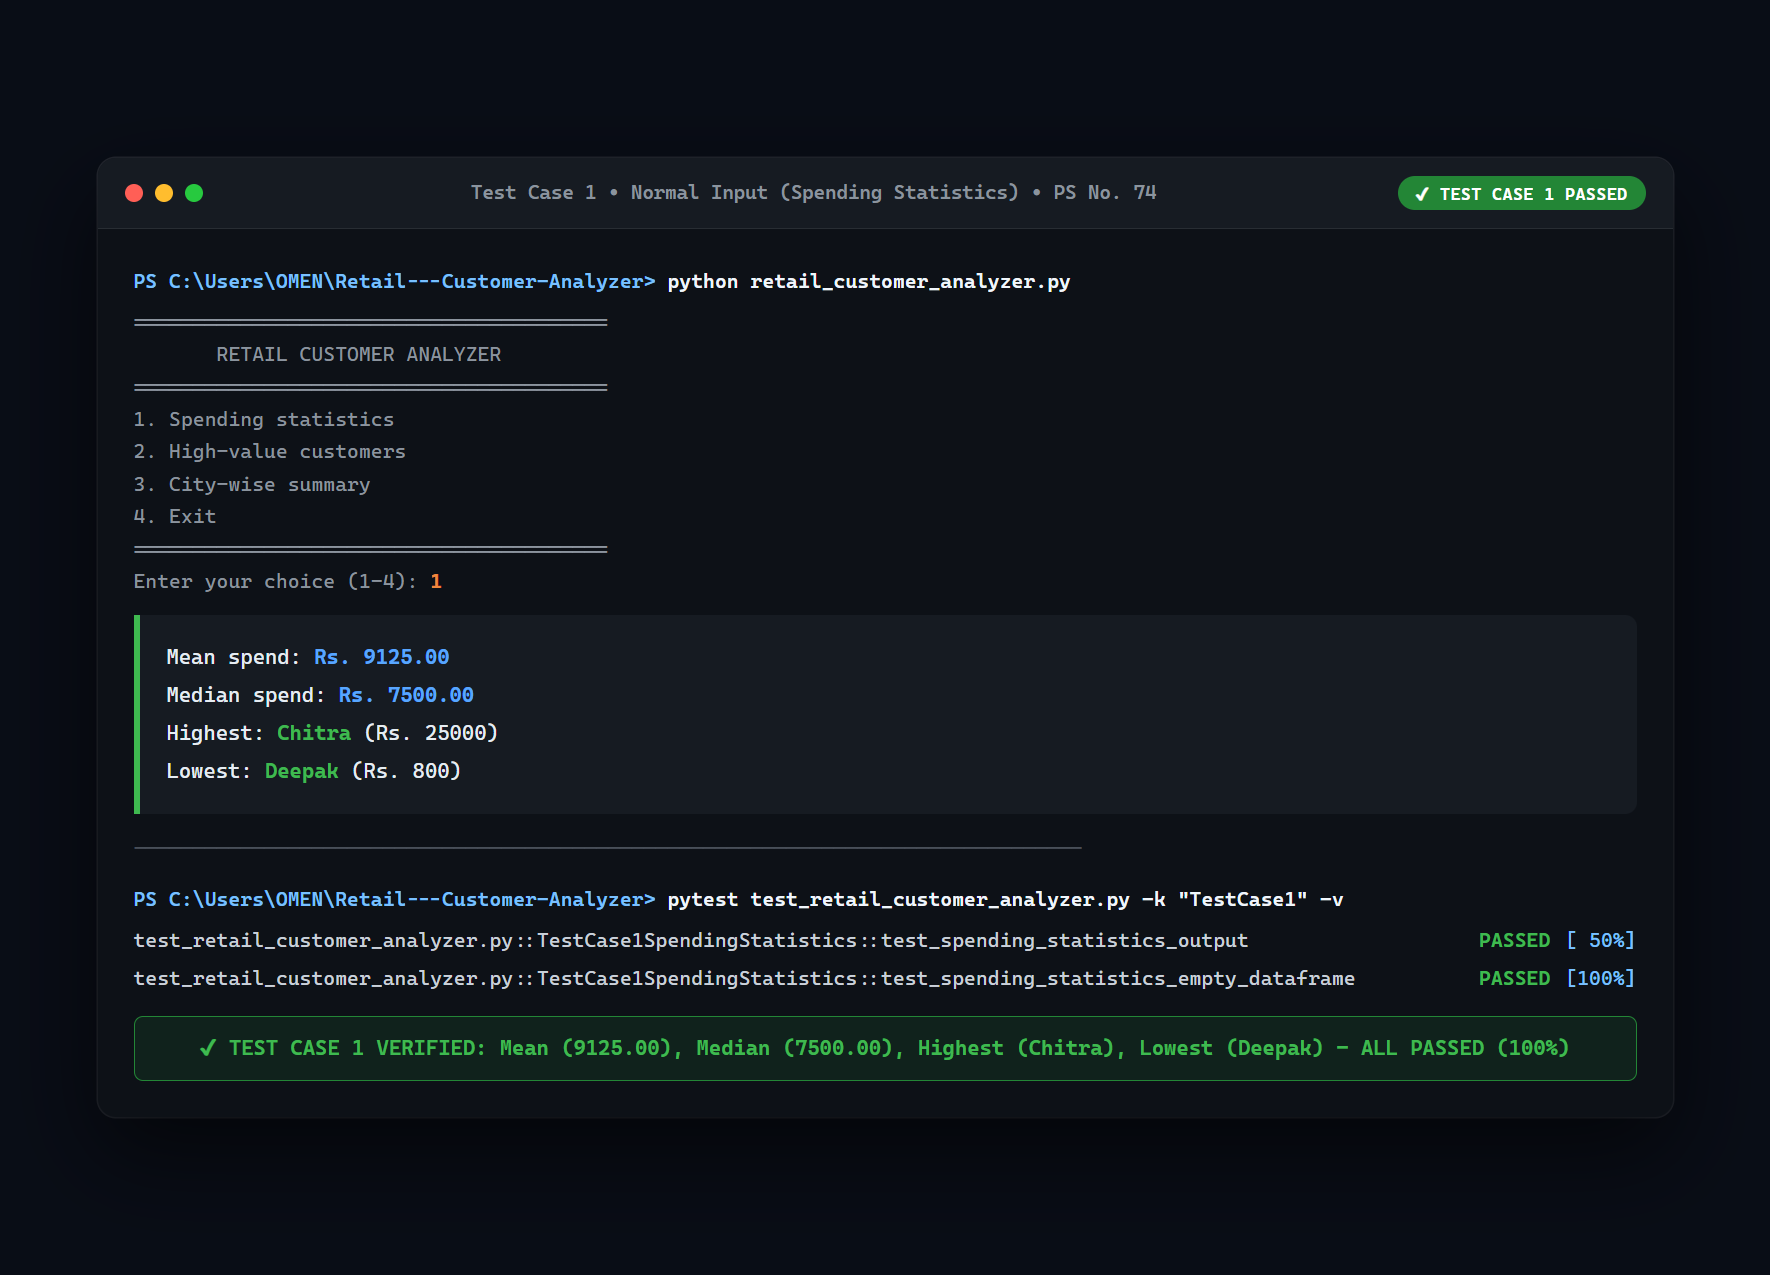 Test Case 1 • Normal Input (Spending Statistics) • PS No. 74
✔ TEST CASE 1 PASSED
PS C:\Users\OMEN\Retail---Customer-Analyzer> python retail_customer_analyzer.py
════════════════════════════════════════
RETAIL CUSTOMER ANALYZER
════════════════════════════════════════
1. Spending statistics
2. High-value customers
3. City-wise summary
4. Exit
════════════════════════════════════════
Enter your choice (1-4): 1
Mean spend: Rs. 9125.00
Median spend: Rs. 7500.00
Highest: Chitra (Rs. 25000)
Lowest: Deepak (Rs. 800)
────────────────────────────────────────────────────────────────────────────────
PS C:\Users\OMEN\Retail---Customer-Analyzer> pytest test_retail_customer_analyzer.py -k "TestCase1" -v
test_retail_customer_analyzer.py::TestCase1SpendingStatistics::test_spending_statistics_output PASSED [ 50%]
test_retail_customer_analyzer.py::TestCase1SpendingStatistics::test_spending_statistics_empty_dataframe PASSED [100%]
✔ TEST CASE 1 VERIFIED: Mean (9125.00), Median (7500.00), Highest (Chitra), Lowest (Deepak) - ALL PASSED (100%)